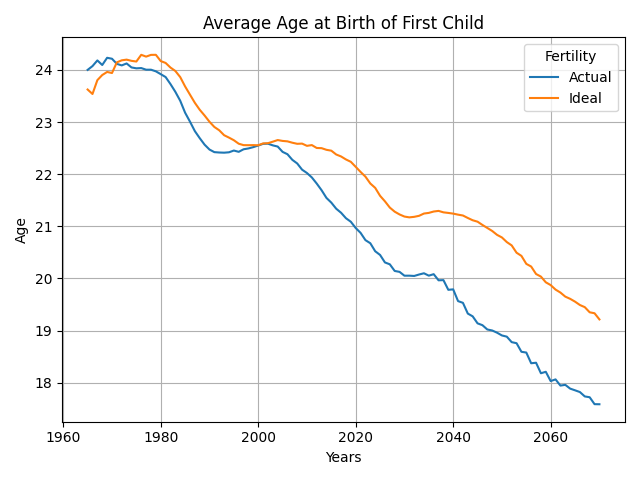 Average Age at Birth of First Child
Fertility
Actual
Ideal
Age
24
23
22
21
20
19
18
1960
1980
2000
2020
2040
2060
Years